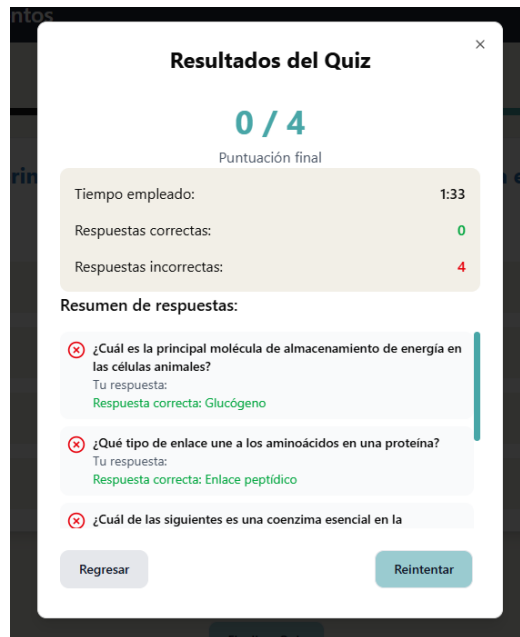 ntos
×
Resultados del Quiz
0 / 4
Puntuación final
Tiempo empleado: 1:33
Respuestas correctas: 0
Respuestas incorrectas: 4
Resumen de respuestas:
¿Cuál es la principal molécula de almacenamiento de energía en
las células animales?
Tu respuesta:
Respuesta correcta: Glucógeno
¿Qué tipo de enlace une a los aminoácidos en una proteína?
Tu respuesta:
Respuesta correcta: Enlace peptídico
¿Cuál de las siguientes es una coenzima esencial en la
Regresar Reintentar